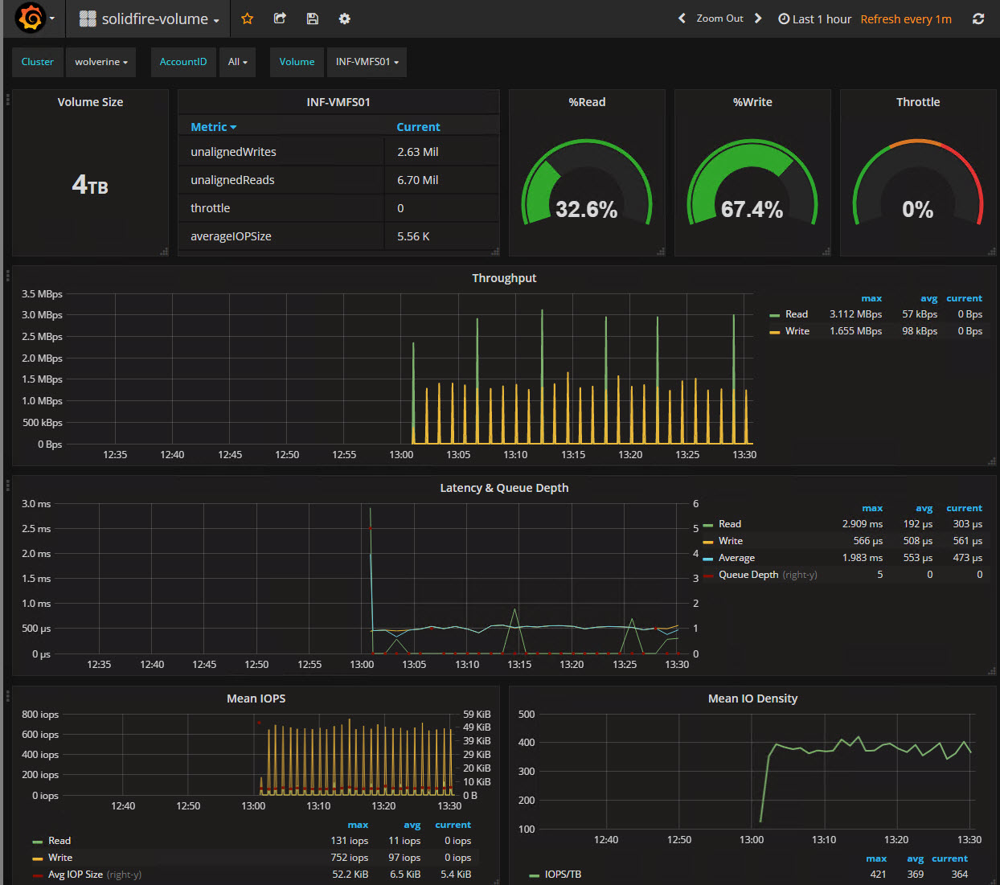 solidfire-volume
Zoom Out
Last 1 hour Refresh every 1m
Cluster wolverine AccountID All Volume INF-VMFS01
Volume Size
4TB
INF-VMFS01
Metric Current
unalignedWrites 2.63 Mil
unalignedReads 6.70 Mil
throttle 0
averageIOPSize 5.56 K
%Read
32.6%
%Write
67.4%
Throttle
0%
Throughput
3.5 MBps
3.0 MBps
2.5 MBps
2.0 MBps
1.5 MBps
1.0 MBps
500 kBps
0 Bps
12:35 12:40 12:45 12:50 12:55 13:00 13:05 13:10 13:15 13:20 13:25 13:30
max avg current
Read 3.112 MBps 57 kBps 0 Bps
Write 1.655 MBps 98 kBps 0 Bps
Latency & Queue Depth
3.0 ms
2.5 ms
2.0 ms
1.5 ms
1.0 ms
500 µs
0 µs
6
5
4
3
2
1
0
12:35 12:40 12:45 12:50 12:55 13:00 13:05 13:10 13:15 13:20 13:25 13:30
max avg current
Read 2.909 ms 192 µs 303 µs
Write 566 µs 508 µs 561 µs
Average 1.983 ms 553 µs 473 µs
Queue Depth (right-y) 5 0 0
Mean IOPS
800 iops
600 iops
400 iops
200 iops
0 iops
59 KiB
49 KiB
39 KiB
29 KiB
20 KiB
10 KiB
0 B
12:40 12:50 13:00 13:10 13:20 13:30
max avg current
Read 131 iops 11 iops 0 iops
Write 752 iops 97 iops 0 iops
Avg IOP Size (right-y) 52.2 KiB 6.5 KiB 5.4 KiB
Mean IO Density
500
400
300
200
100
12:40 12:50 13:00 13:10 13:20 13:30
max avg current
IOPS/TB 421 369 364